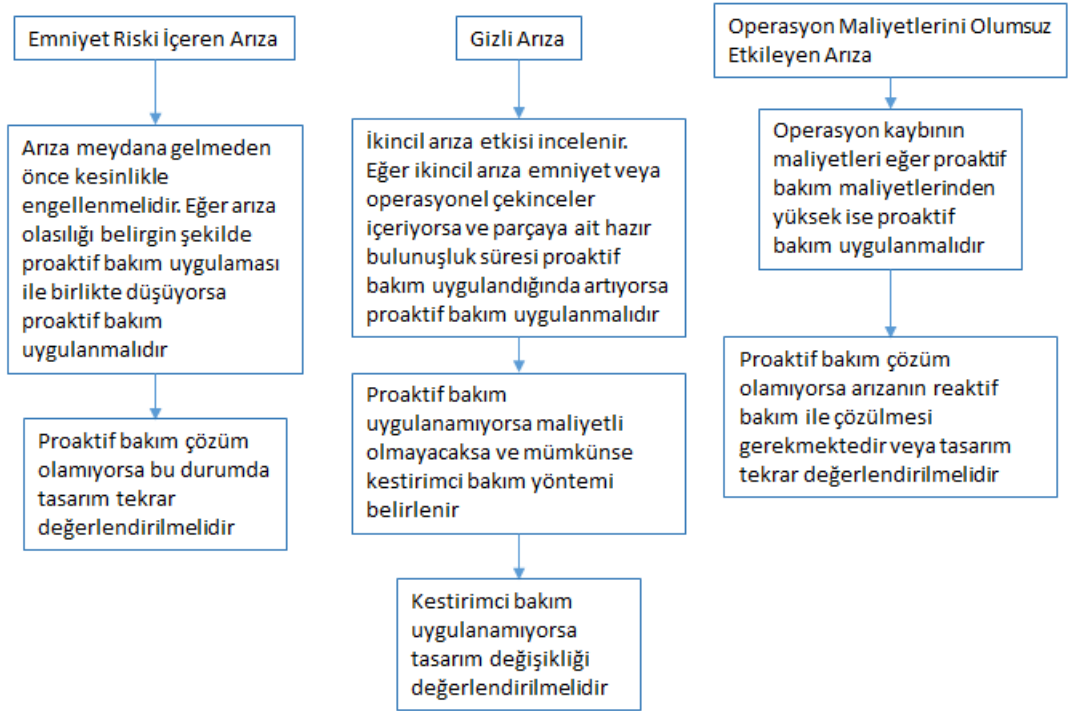 Emniyet Riski İçeren Arıza
Arıza meydana gelmeden
önce kesinlikle
engellenmelidir. Eğer arıza
olasılığı belirgin şekilde
proaktif bakım uygulaması
ile birlikte düşüyorsa
proaktif bakım
uygulanmalıdır
Proaktif bakım çözüm
olamıyorsa bu durumda
tasarım tekrar
değerlendirilmelidir
Gizli Arıza
İkincil arıza etkisi incelenir.
Eğer ikincil arıza emniyet veya
operasyonel çekinceler
içeriyorsa ve parçaya ait hazır
bulunuşluk süresi proaktif
bakım uygulandığında artıyorsa
proaktif bakım uygulanmalıdır
Proaktif bakım
uygulanamıyorsa maliyetli
olmayacaksa ve mümkünse
kestirimci bakım yöntemi
belirlenir
Kestirimci bakım
uygulanamıyorsa
tasarım değişikliği
değerlendirilmelidir
Operasyon Maliyetlerini Olumsuz
Etkileyen Arıza
Operasyon kaybının
maliyetleri eğer proaktif
bakım maliyetlerinden
yüksek ise proaktif
bakım uygulanmalıdır
Proaktif bakım çözüm
olamıyorsa arızanın reaktif
bakım ile çözülmesi
gerekmektedir veya tasarım
tekrar değerlendirilmelidir